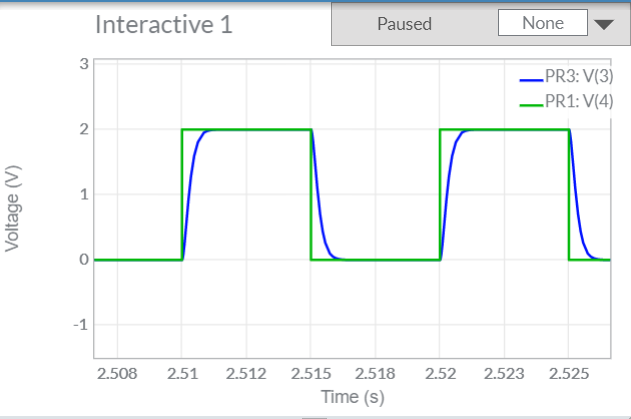 Interactive 1
Paused
None
PR3: V(3)
PR1: V(4)
Voltage (V)
3
2
1
0
-1
2.508 2.51 2.512 2.515 2.518 2.52 2.523 2.525
Time (s)